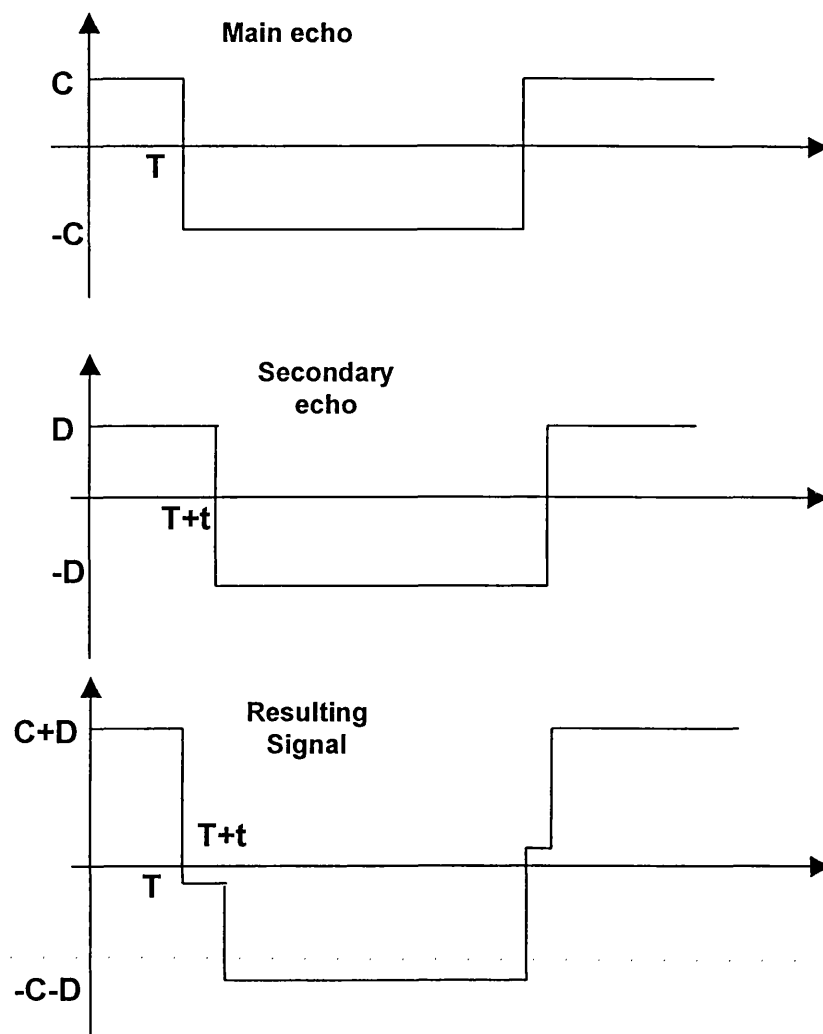 Main echo
C
T
-C
Secondary
echo
D
T+t
-D
Resulting
Signal
C+D
T+t
T
-C-D